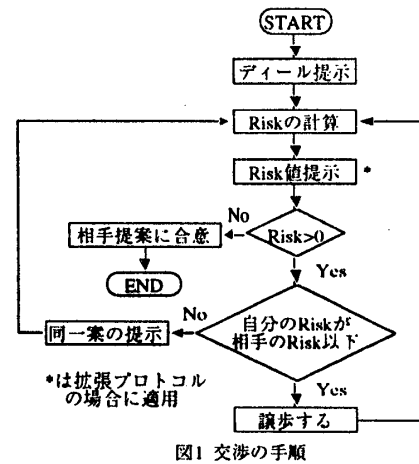 START
ディール提示
Riskの計算
Risk値提示
*
Risk>0
No
相手提案に合意
END
Yes
自分のRiskが
相手のRisk以下
No
同一案の提示
Yes
譲歩する
*は拡張プロトコル
の場合に適用
図1 交渉の手順